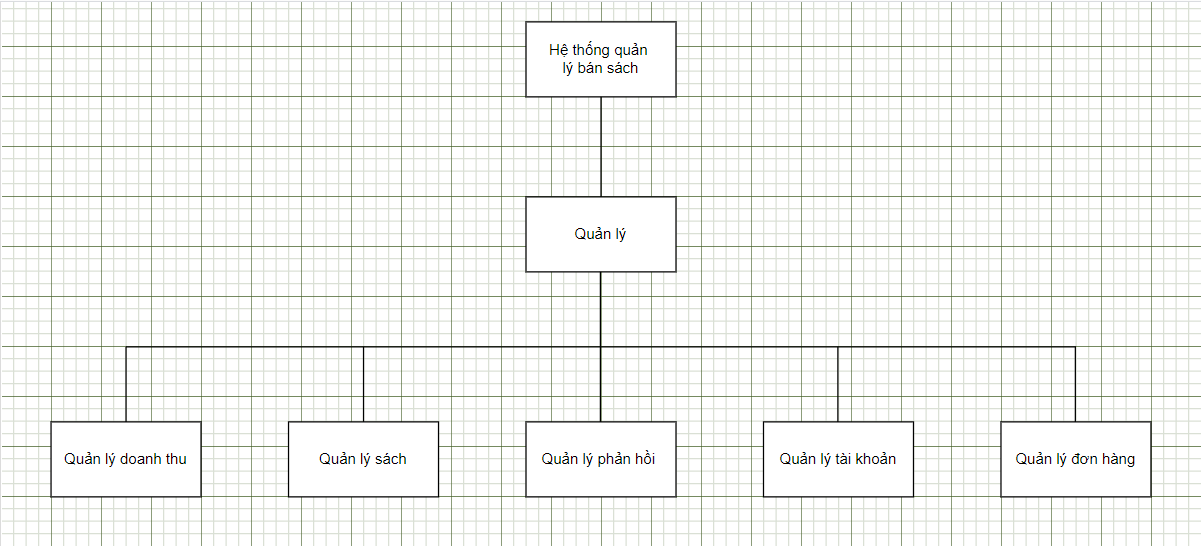 Hệ thống quản
lý bán sách
Quản lý
Quản lý doanh thu
Quản lý sách
Quản lý phản hồi
Quản lý tài khoản
Quản lý đơn hàng